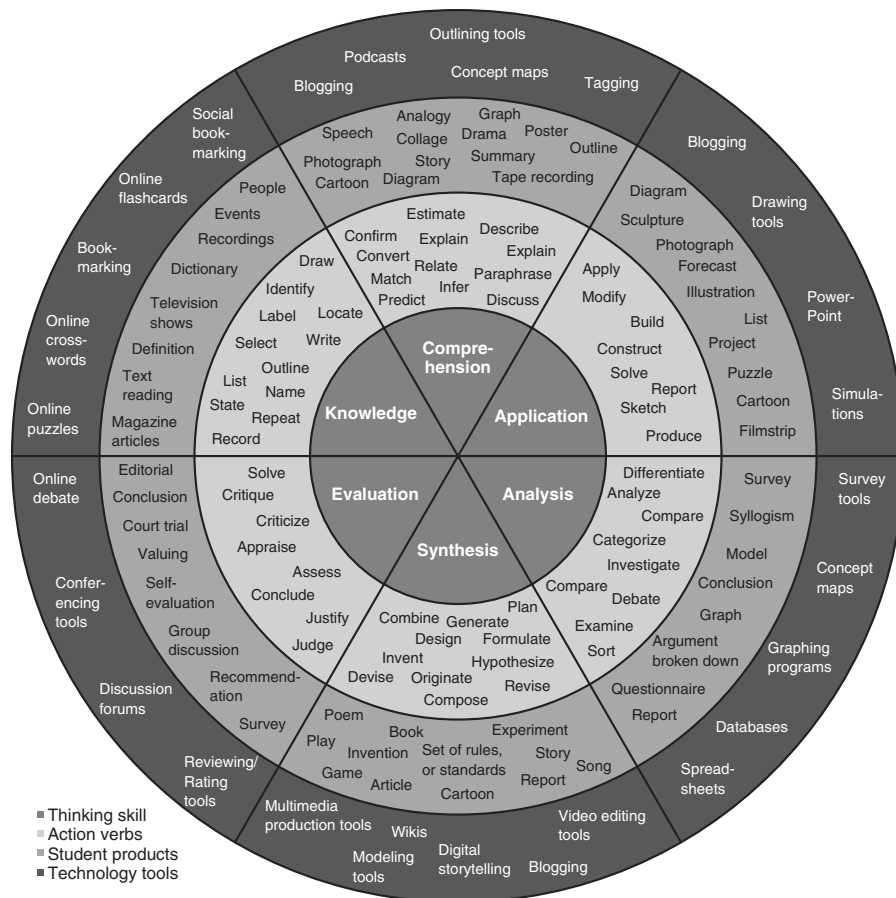 Outlining tools
Podcasts
Concept maps
Blogging
Tagging
Speech
Analogy
Graph
Collage
Drama
Poster
Outline
Photograph
Story
Summary
Cartoon
Diagram
Tape recording
Estimate
Describe
Confirm
Explain
Explain
Convert
Relate
Paraphrase
Match
Infer
Predict
Discuss
Compre-
hension
Blogging
Drawing
tools
Power-
Point
Simula-
tions
Diagram
Sculpture
Photograph
Forecast
Illustration
List
Project
Puzzle
Cartoon
Filmstrip
Apply
Modify
Build
Construct
Solve
Report
Sketch
Produce
Application
Survey
tools
Concept
maps
Graphing
programs
Databases
Spread-
sheets
Survey
Syllogism
Model
Conclusion
Graph
Argument
broken down
Questionnaire
Report
Differentiate
Analyze
Compare
Categorize
Investigate
Compare
Debate
Examine
Sort
Analysis
Synthesis
Plan
Combine
Generate
Design
Formulate
Invent
Hypothesize
Devise
Originate
Revise
Compose
Poem
Book
Experiment
Play
Invention
Set of rules,
or standards
Story
Song
Game
Article
Report
Cartoon
Multimedia
production tools
Wikis
Video editing
tools
Modeling
tools
Digital
storytelling
Blogging
Evaluation
Solve
Critique
Criticize
Appraise
Assess
Conclude
Justify
Judge
Editorial
Conclusion
Court trial
Valuing
Self-
evaluation
Group
discussion
Recommend-
ation
Survey
Online
debate
Confer-
encing
tools
Discussion
forums
Reviewing/
Rating
tools
Knowledge
Draw
Identify
Label
Locate
Select
Write
Outline
List
Name
State
Repeat
Record
People
Events
Recordings
Dictionary
Television
shows
Definition
Text
reading
Magazine
articles
Social
book-
marking
Online
flashcards
Book-
marking
Online
cross-
words
Online
puzzles
Thinking skill
Action verbs
Student products
Technology tools